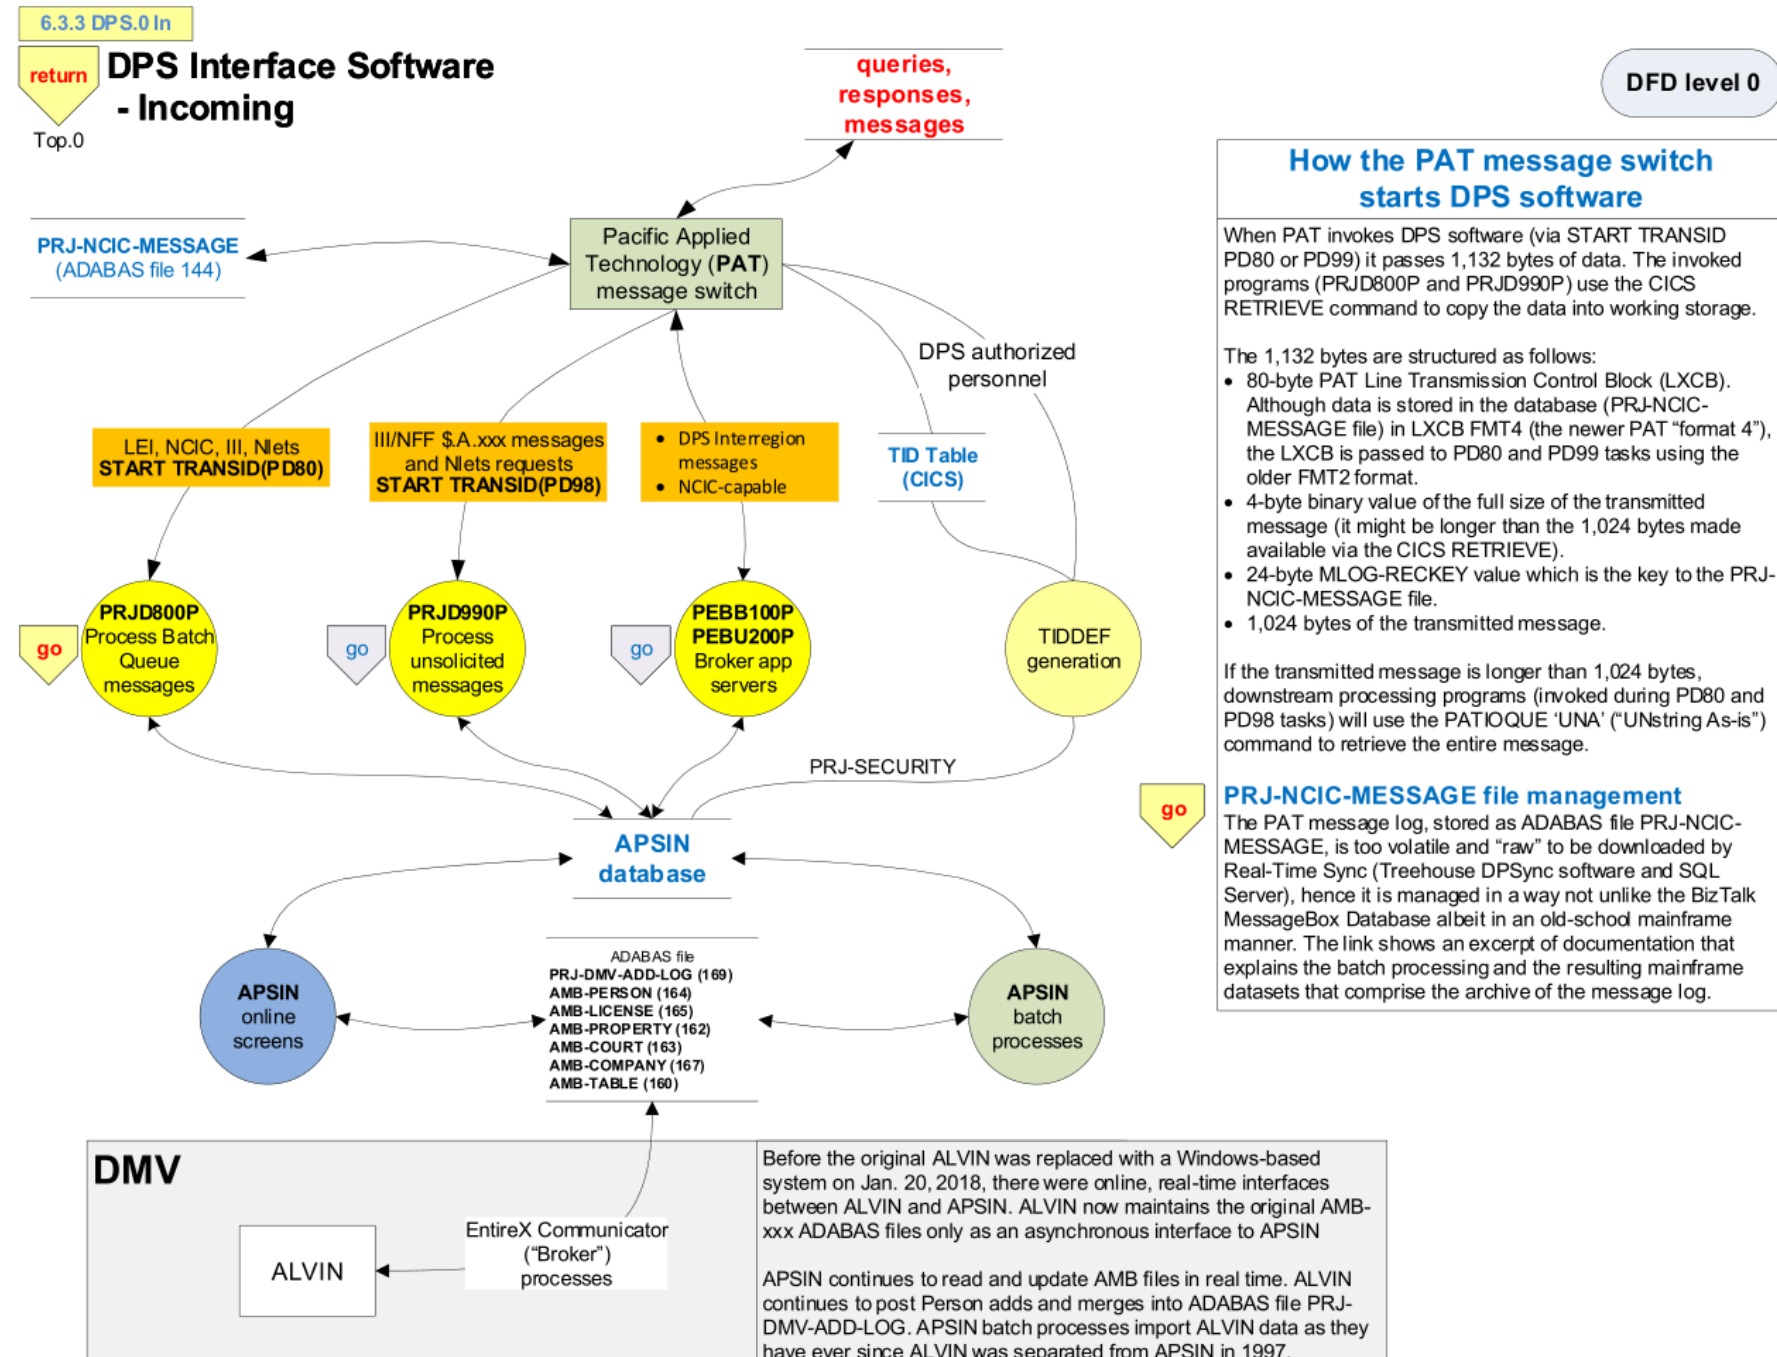 6.3.3 DPS.0 In
return
DPS Interface Software
- Incoming
Top.0
queries,
responses,
messages
DFD level 0
PRJ-NCIC-MESSAGE
(ADABAS file 144)
Pacific Applied
Technology (PAT)
message switch
DPS authorized
personnel
LEI, NCIC, III, Nlets
START TRANSID(PD80)
III/NFF $.A.xxx messages
and Nlets requests
START TRANSID(PD98)
• DPS Interregion
messages
• NCIC-capable
TID Table
(CICS)
go
PRJD800P
Process Batch
Queue
messages
go
PRJD990P
Process
unsolicited
messages
go
PEBB100P
PEBU200P
Broker app
servers
TIDDEF
generation
PRJ-SECURITY
APSIN
database
APSIN
online
screens
ADABAS file
PRJ-DMV-ADD-LOG (169)
AMB-PERSON (164)
AMB-LICENSE (165)
AMB-PROPERTY (162)
AMB-COURT (163)
AMB-COMPANY (167)
AMB-TABLE (160)
APSIN
batch
processes
How the PAT message switch
starts DPS software
When PAT invokes DPS software (via START TRANSID
PD80 or PD99) it passes 1,132 bytes of data. The invoked
programs (PRJD800P and PRJD990P) use the CICS
RETRIEVE command to copy the data into working storage.
The 1,132 bytes are structured as follows:
• 80-byte PAT Line Transmission Control Block (LXCB).
Although data is stored in the database (PRJ-NCIC-
MESSAGE file) in LXCB FMT4 (the newer PAT “format 4”),
the LXCB is passed to PD80 and PD99 tasks using the
older FMT2 format.
• 4-byte binary value of the full size of the transmitted
message (it might be longer than the 1,024 bytes made
available via the CICS RETRIEVE).
• 24-byte MLOG-RECKEY value which is the key to the PRJ-
NCIC-MESSAGE file.
• 1,024 bytes of the transmitted message.
If the transmitted message is longer than 1,024 bytes,
downstream processing programs (invoked during PD80 and
PD98 tasks) will use the PATIOQUE ‘UNA’ (“UNstring As-is”)
command to retrieve the entire message.
go
PRJ-NCIC-MESSAGE file management
The PAT message log, stored as ADABAS file PRJ-NCIC-
MESSAGE, is too volatile and “raw” to be downloaded by
Real-Time Sync (Treehouse DPSync software and SQL
Server), hence it is managed in a way not unlike the BizTalk
MessageBox Database albeit in an old-school mainframe
manner. The link shows an excerpt of documentation that
explains the batch processing and the resulting mainframe
datasets that comprise the archive of the message log.
DMV
ALVIN
EntireX Communicator
(“Broker”)
processes
Before the original ALVIN was replaced with a Windows-based
system on Jan. 20, 2018, there were online, real-time interfaces
between ALVIN and APSIN. ALVIN now maintains the original AMB-
xxx ADABAS files only as an asynchronous interface to APSIN
APSIN continues to read and update AMB files in real time. ALVIN
continues to post Person adds and merges into ADABAS file PRJ-
DMV-ADD-LOG. APSIN batch processes import ALVIN data as they
have ever since ALVIN was separated from APSIN in 1997.